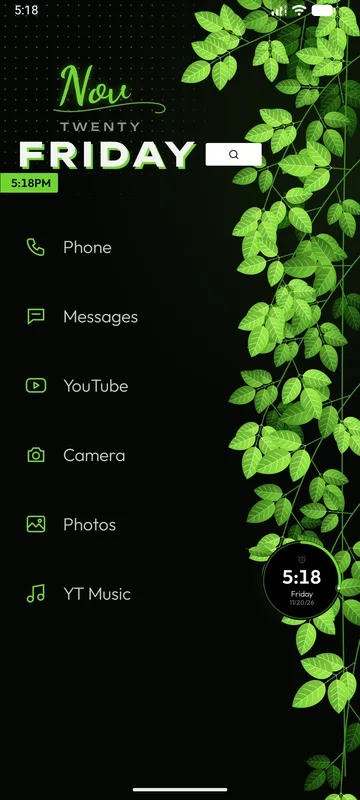 5:18
Nov
TWENTY
FRIDAY
5:18PM
Phone
Messages
YouTube
Camera
Photos
YT Music
5:18
Friday
11/20/26